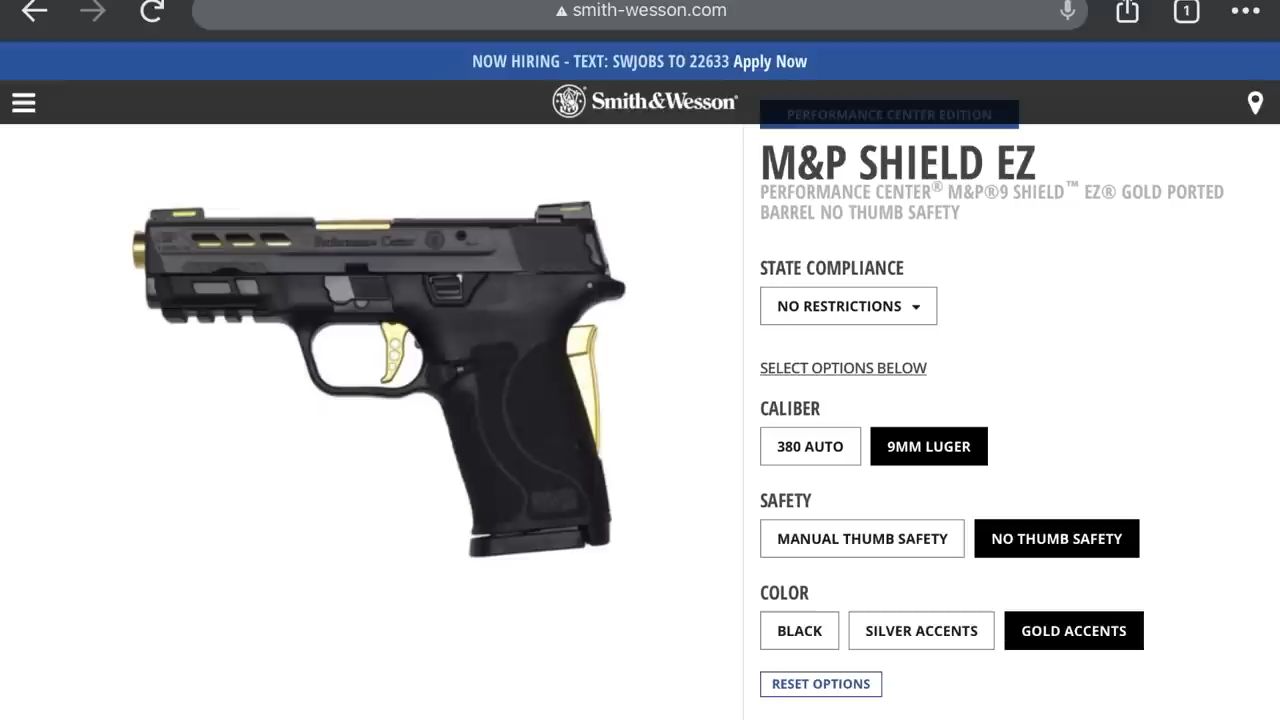 smith-wesson.com
1
NOW HIRING - TEXT: SWJOBS TO 22633 Apply Now
Smith&Wesson
PERFORMANCE CENTER EDITION
M&P SHIELD EZ
PERFORMANCE CENTER® M&P®9 SHIELD™ EZ® GOLD PORTED
BARREL NO THUMB SAFETY
STATE COMPLIANCE
NO RESTRICTIONS
SELECT OPTIONS BELOW
CALIBER
380 AUTO 9MM LUGER
SAFETY
MANUAL THUMB SAFETY NO THUMB SAFETY
COLOR
BLACK SILVER ACCENTS GOLD ACCENTS
RESET OPTIONS
Performance Center